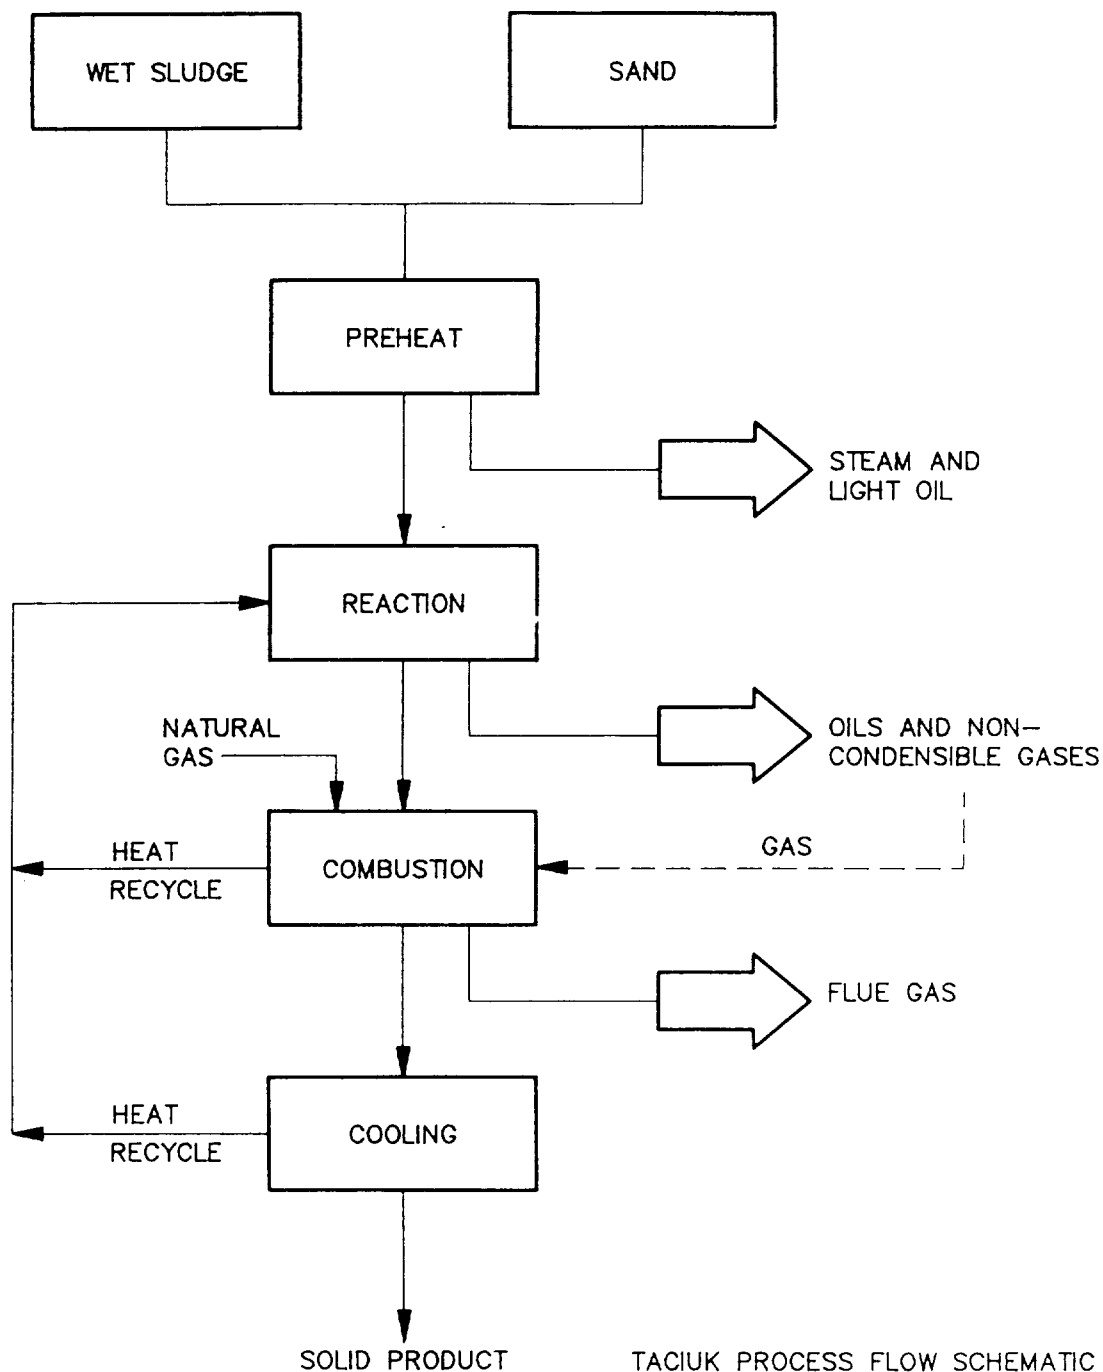 WET SLUDGE
SAND
PREHEAT
STEAM AND
LIGHT OIL
REACTION
NATURAL
GAS
OILS AND NON-
CONDENSIBLE GASES
HEAT
RECYCLE
COMBUSTION
GAS
FLUE GAS
HEAT
RECYCLE
COOLING
SOLID PRODUCT
TACIUK PROCESS FLOW SCHEMATIC